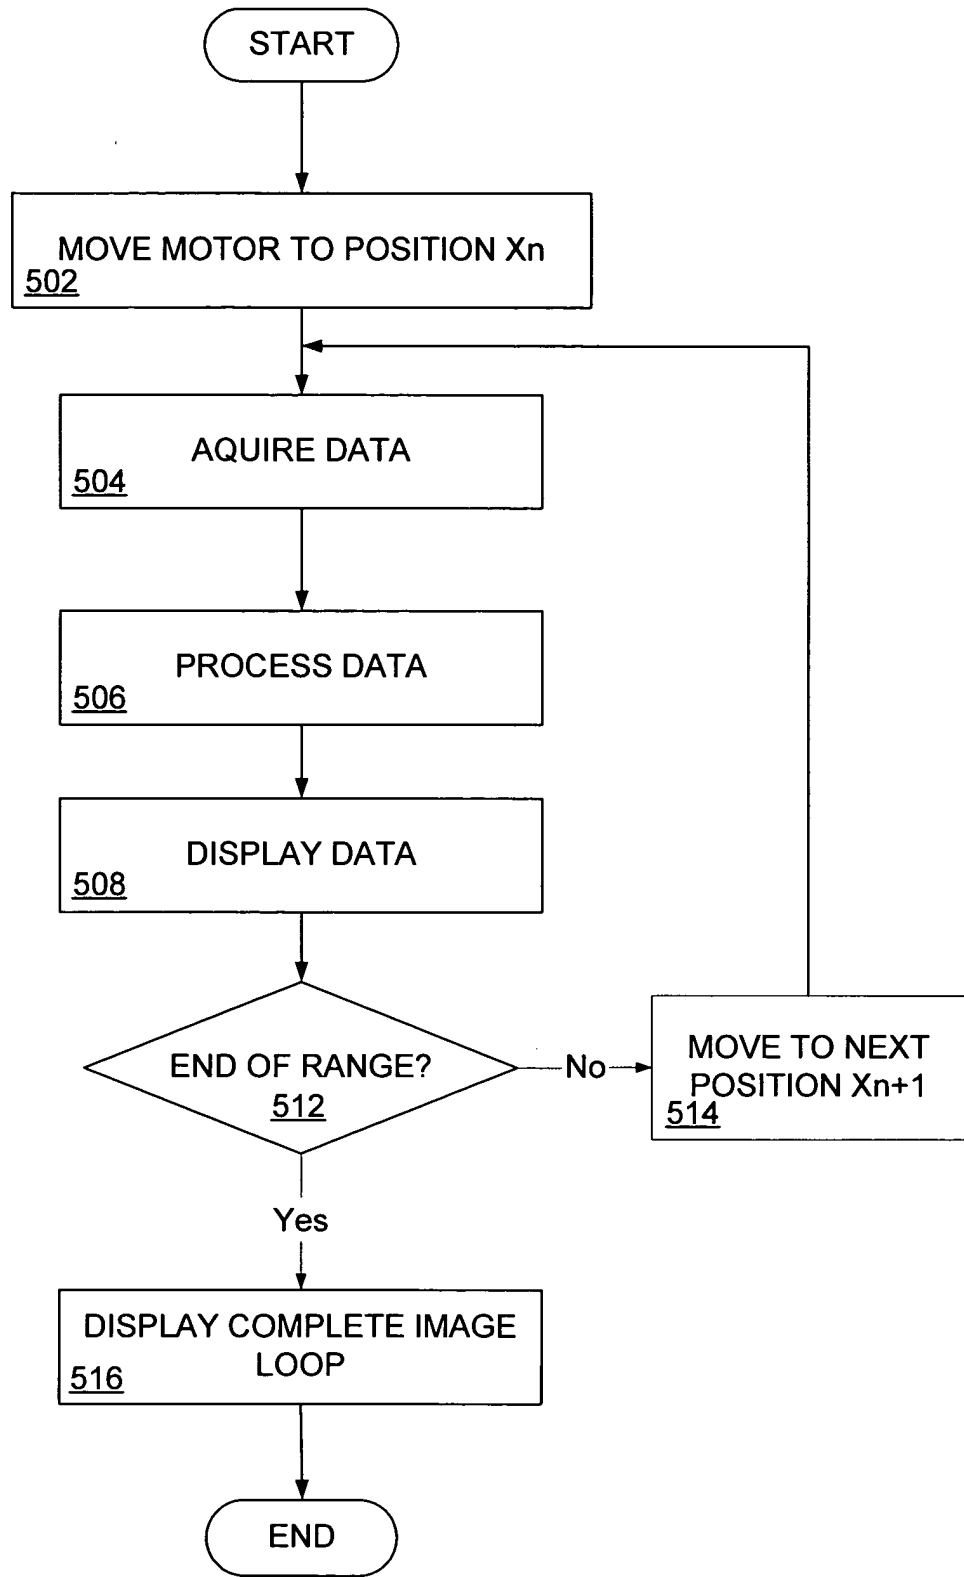 START
MOVE MOTOR TO POSITION Xn
502
AQUIRE DATA
504
PROCESS DATA
506
DISPLAY DATA
508
END OF RANGE?
512
No
MOVE TO NEXT
POSITION Xn+1
514
Yes
DISPLAY COMPLETE IMAGE
LOOP
516
END